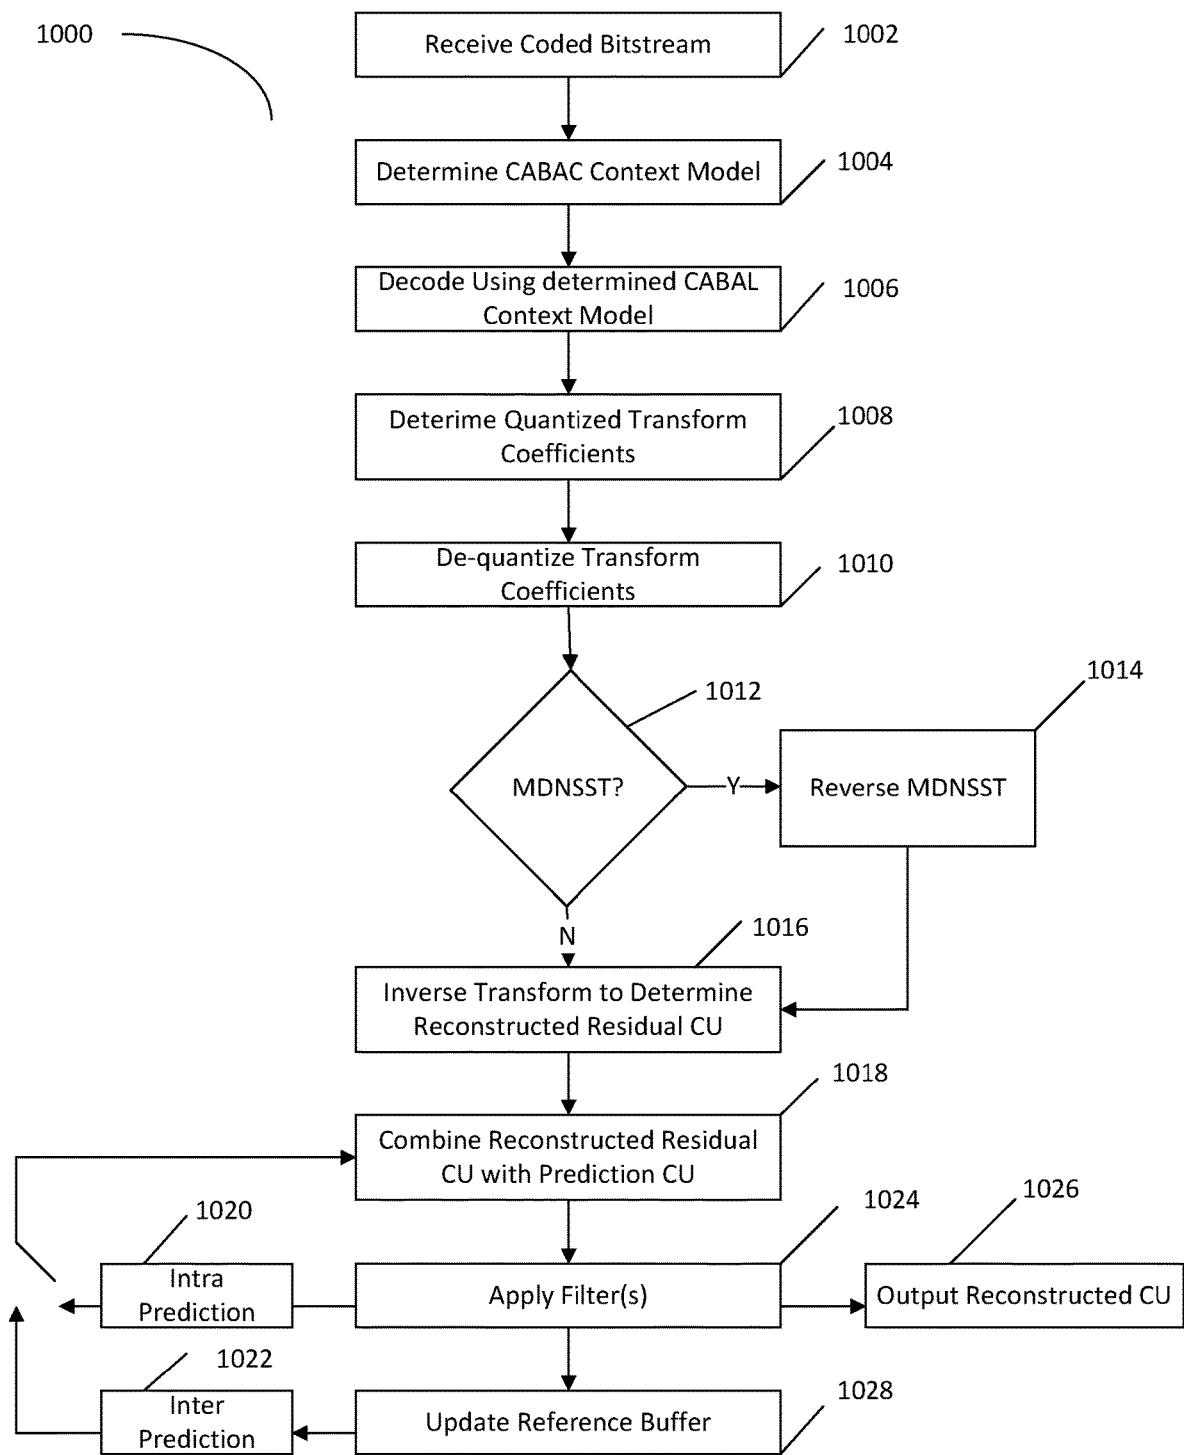 1000
Receive Coded Bitstream
1002
Determine CABAC Context Model
1004
Decode Using determined CABAL
Context Model
1006
Deterime Quantized Transform
Coefficients
1008
De-quantize Transform
Coefficients
1010
MDNSST?
1012
Y
Reverse MDNSST
1014
N
1016
Inverse Transform to Determine
Reconstructed Residual CU
1018
Combine Reconstructed Residual
CU with Prediction CU
1020
Intra
Prediction
Apply Filter(s)
1024
1026
Output Reconstructed CU
1022
Inter
Prediction
Update Reference Buffer
1028